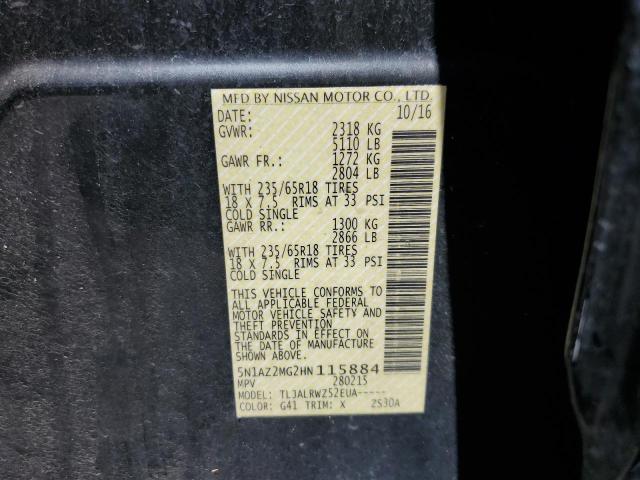 MFD BY NISSAN MOTOR CO., LTD.
DATE: 10/16
GVWR: 2318 KG
5110 LB
GAWR FR.: 1272 KG
2804 LB
WITH 235/65R18 TIRES
18 X 7.5 RIMS AT 33 PSI
COLD SINGLE
GAWR RR.: 1300 KG
2866 LB
WITH 235/65R18 TIRES
18 X 7.5 RIMS AT 33 PSI
COLD SINGLE
THIS VEHICLE CONFORMS TO
ALL APPLICABLE FEDERAL
MOTOR VEHICLE SAFETY AND
THEFT PREVENTION
STANDARDS IN EFFECT ON
THE DATE OF MANUFACTURE
SHOWN ABOVE.
5N1AZ2MG2HN115884
MPV 280215
MODEL: TL3ALRWZ52EUA-----
COLOR: G41 TRIM: X 2S30A